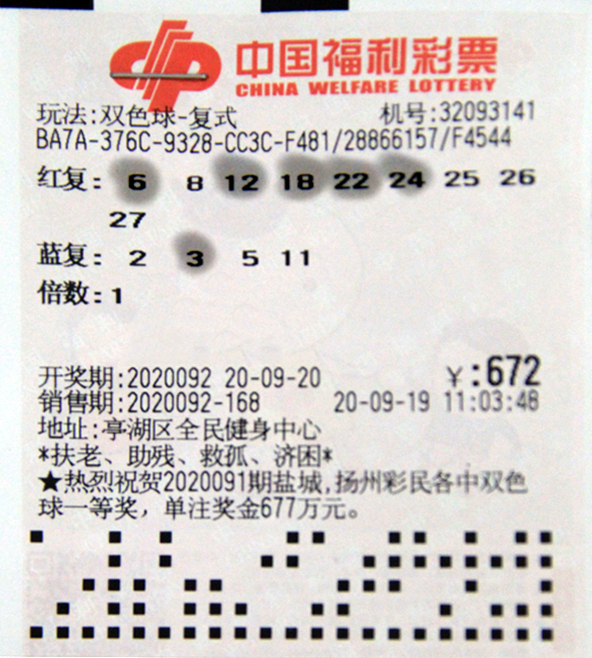 中国福利彩票
CHINA WELFARE LOTTERY
玩法:双色球-复式 机号:32093141
BA7A-376C-9328-CC3C-F481/28866157/F4544
红复: 6 8 12 18 22 24 25 26
27
蓝复: 2 3 5 11
倍数:1
开奖期:2020092 20-09-20 ¥:672
销售期:2020092-168 20-09-19 11:03:48
地址:亭湖区全民健身中心
*扶老、助残、救孤、济困*
★热烈祝贺2020091期盐城,扬州彩民各中双色
球一等奖，单注奖金677万元。